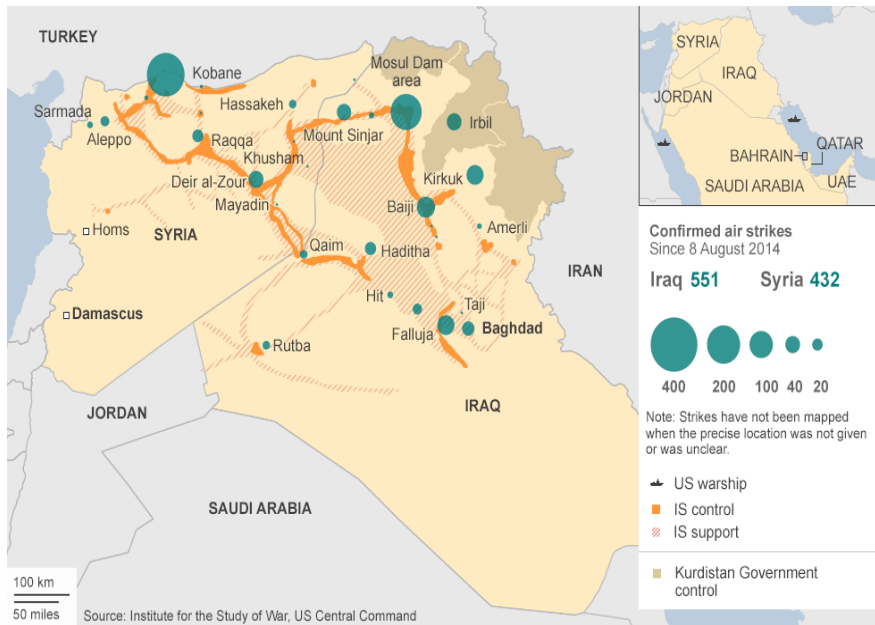 TURKEY
Kobane
Mosul Dam
area
Hassakeh
Sarmada
Aleppo
Mount Sinjar
Irbil
Raqqa
Khusham
Deir al-Zour
Kirkuk
Mayadin
Baiji
Amerli
Homs
SYRIA
Qaim
Haditha
IRAN
Hit
Taji
Damascus
Falluja
Baghdad
Rutba
JORDAN
IRAQ
SAUDI ARABIA
100 km
50 miles
Source: Institute for the Study of War, US Central Command
SYRIA
IRAQ
JORDAN
BAHRAIN
QATAR
SAUDI ARABIA
UAE
Confirmed air strikes
Since 8 August 2014
Iraq 551 Syria 432
400 200 100 40 20
Note: Strikes have not been mapped
when the precise location was not given
or was unclear.
US warship
IS control
IS support
Kurdistan Government
control